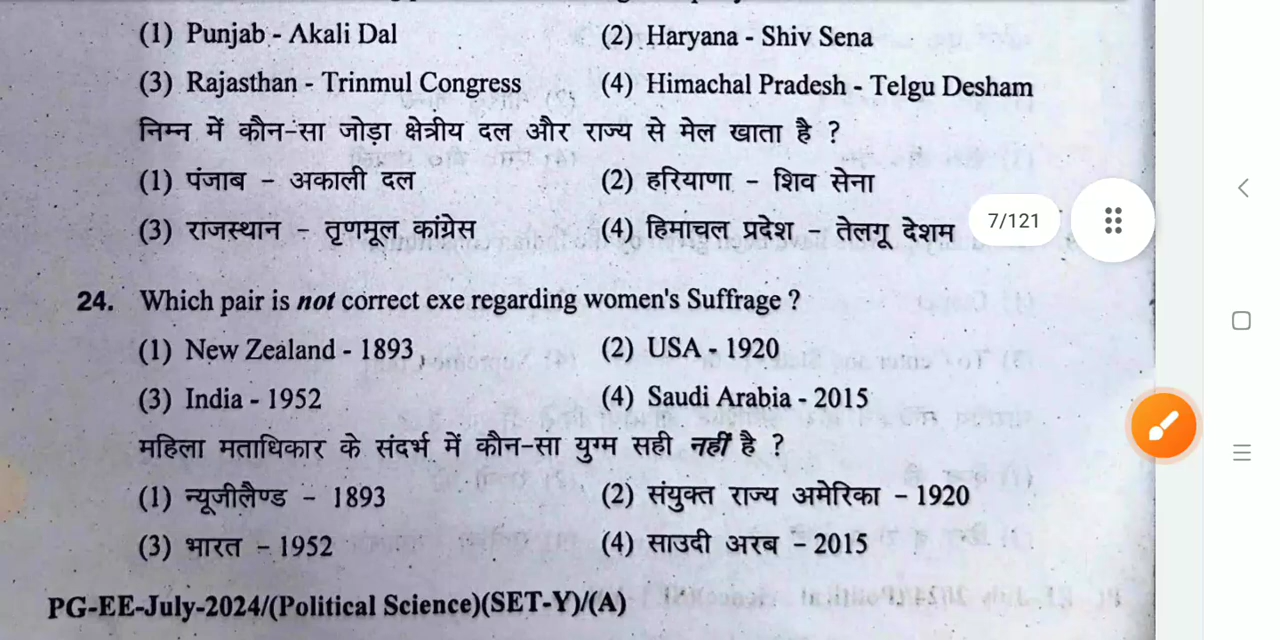 (1) Punjab - Akali Dal (2) Haryana - Shiv Sena
(3) Rajasthan - Trinmul Congress (4) Himachal Pradesh - Telgu Desham
निम्न में कौन-सा जोड़ा क्षेत्रीय दल और राज्य से मेल खाता है ?
(1) पंजाब - अकाली दल (2) हरियाणा - शिव सेना
(3) राजस्थान - तृणमूल कांग्रेस (4) हिमाचल प्रदेश - तेलगू देशम
7/121
24. Which pair is not correct exe regarding women's Suffrage ?
(1) New Zealand - 1893 (2) USA - 1920
(3) India - 1952 (4) Saudi Arabia - 2015
महिला मताधिकार के संदर्भ में कौन-सा युग्म सही नहीं है ?
(1) न्यूजीलैण्ड - 1893 (2) संयुक्त राज्य अमेरिका - 1920
(3) भारत - 1952 (4) साउदी अरब - 2015
PG-EE-July-2024/(Political Science)(SET-Y)/(A)